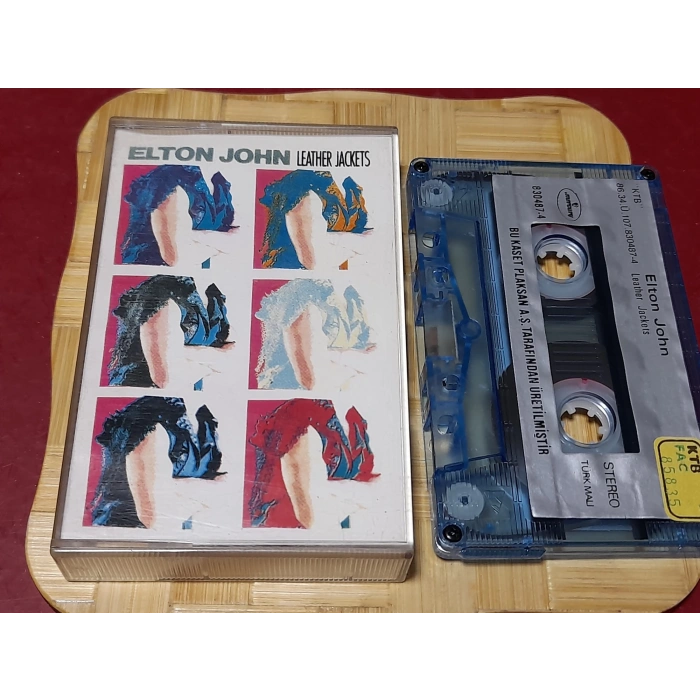 ELTON JOHN LEATHER JACKETS
"KTB"
86.34.Ü 107.830487-4
Elton John
Leather Jackets
830487-4
mercury
BU KASET PLAKSAN A.Ş. TARAFINDAN ÜRETİLMİŞTİR
STEREO
TÜRK MALI
KTB
FAC
85835